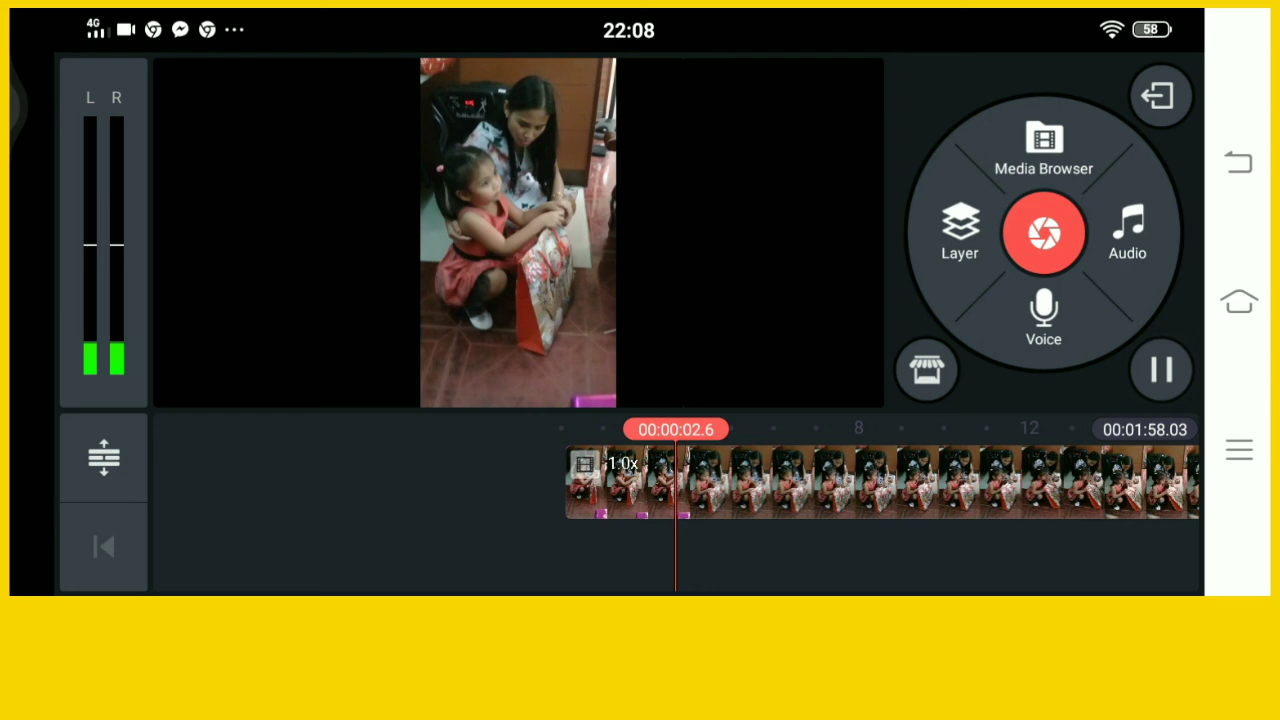 4G
22:08
58
L R
Media Browser
Layer
Audio
Voice
00:00:02.6
8
12
00:01:58.03
1.0x